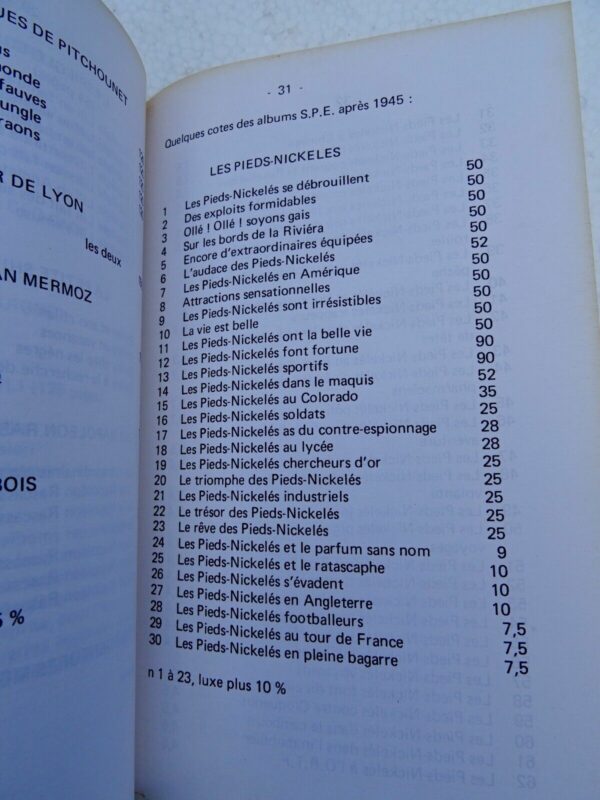 UES DE PITCHOUNET
us
onde
fauves
ungle
raons
R DE LYON
les deux
AN MERMOZ
BOIS
%
- 31 -
Quelques cotes des albums S.P.E. après 1945 :
LES PIEDS-NICKELES
1 Les Pieds-Nickelés se débrouillent 50
2 Des exploits formidables 50
3 Ollé ! Ollé ! soyons gais 50
4 Sur les bords de la Riviéra 50
5 Encore d'extraordinaires équipées 50
6 L'audace des Pieds-Nickelés 52
7 Les Pieds-Nickelés en Amérique 50
8 Attractions sensationnelles 50
9 Les Pieds-Nickelés sont irrésistibles 50
10 La vie est belle 50
11 Les Pieds-Nickelés ont la belle vie 50
12 Les Pieds-Nickelés font fortune 90
13 Les Pieds-Nickelés sportifs 90
14 Les Pieds-Nickelés dans le maquis 52
15 Les Pieds-Nickelés au Colorado 35
16 Les Pieds-Nickelés soldats 25
17 Les Pieds-Nickelés as du contre-espionnage 28
18 Les Pieds-Nickelés au lycée 28
19 Les Pieds-Nickelés chercheurs d'or 25
20 Le triomphe des Pieds-Nickelés 25
21 Les Pieds-Nickelés industriels 25
22 Le trésor des Pieds-Nickelés 25
23 Le rêve des Pieds-Nickelés 25
24 Les Pieds-Nickelés et le parfum sans nom 9
25 Les Pieds-Nickelés et le ratascaphe 10
26 Les Pieds-Nickelés s'évadent 10
27 Les Pieds-Nickelés en Angleterre 10
28 Les Pieds-Nickelés footballeurs 7,5
29 Les Pieds-Nickelés au tour de France 7,5
30 Les Pieds-Nickelés en pleine bagarre 7,5
n 1 à 23, luxe plus 10 %